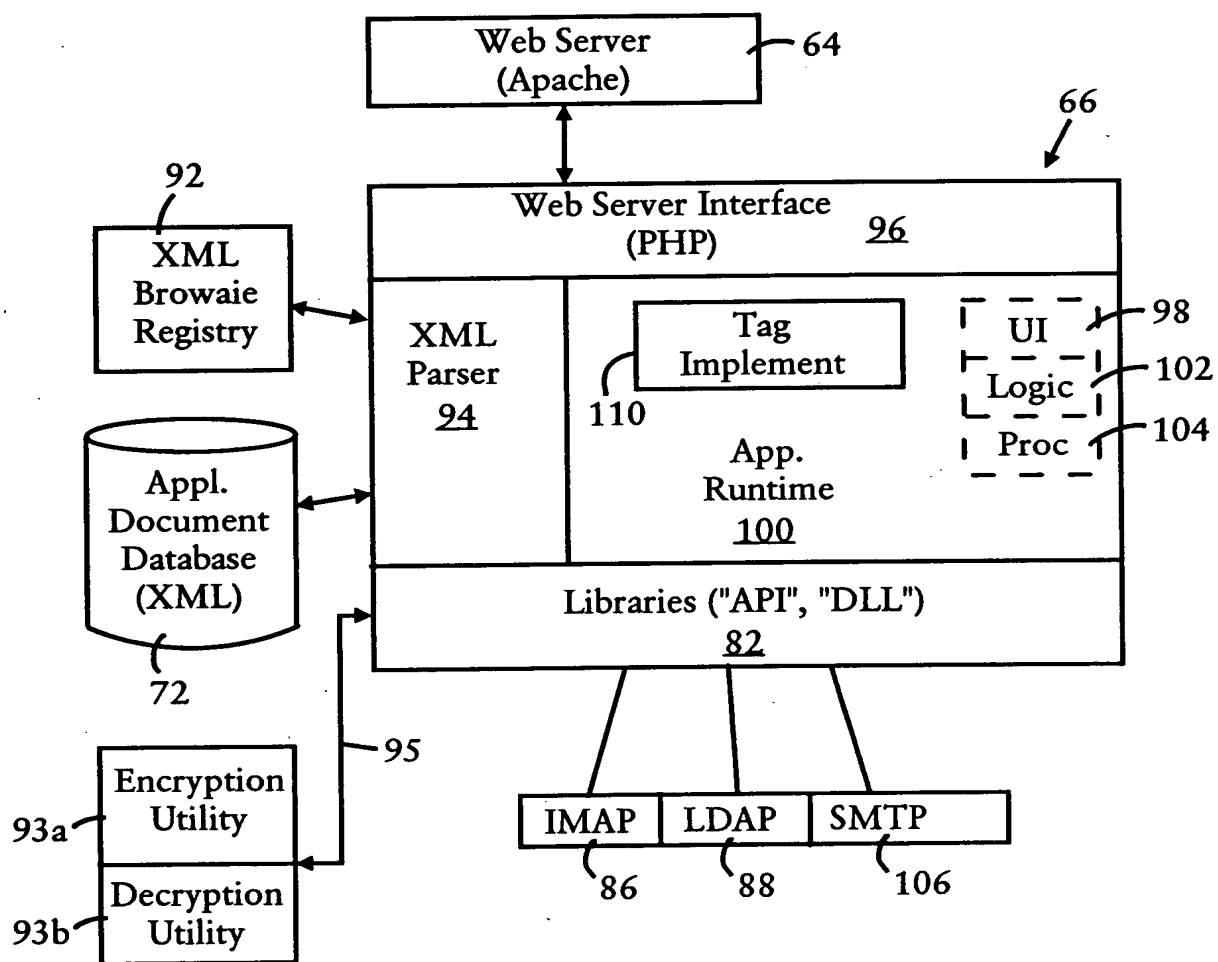 Web Server
(Apache)
64
66
Web Server Interface
(PHP)
96
92
XML
Browaie
Registry
XML
Parser
94
Tag
Implement
110
UI
98
Logic
102
Proc
104
App.
Runtime
100
Appl.
Document
Database
(XML)
72
Libraries ("API", "DLL")
82
95
Encryption
Utility
93a
Decryption
Utility
93b
IMAP
LDAP
SMTP
86
88
106